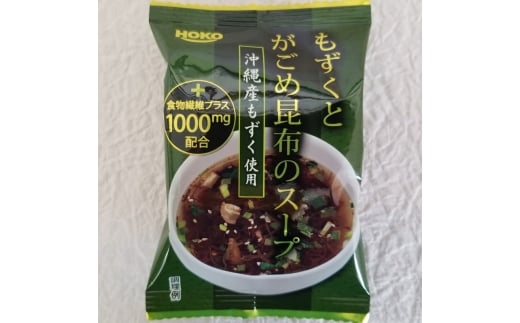 HOKO
もずくと
がごめ昆布のスープ
沖縄産もずく使用
+
食物繊維プラス
1000mg
配合
調理例